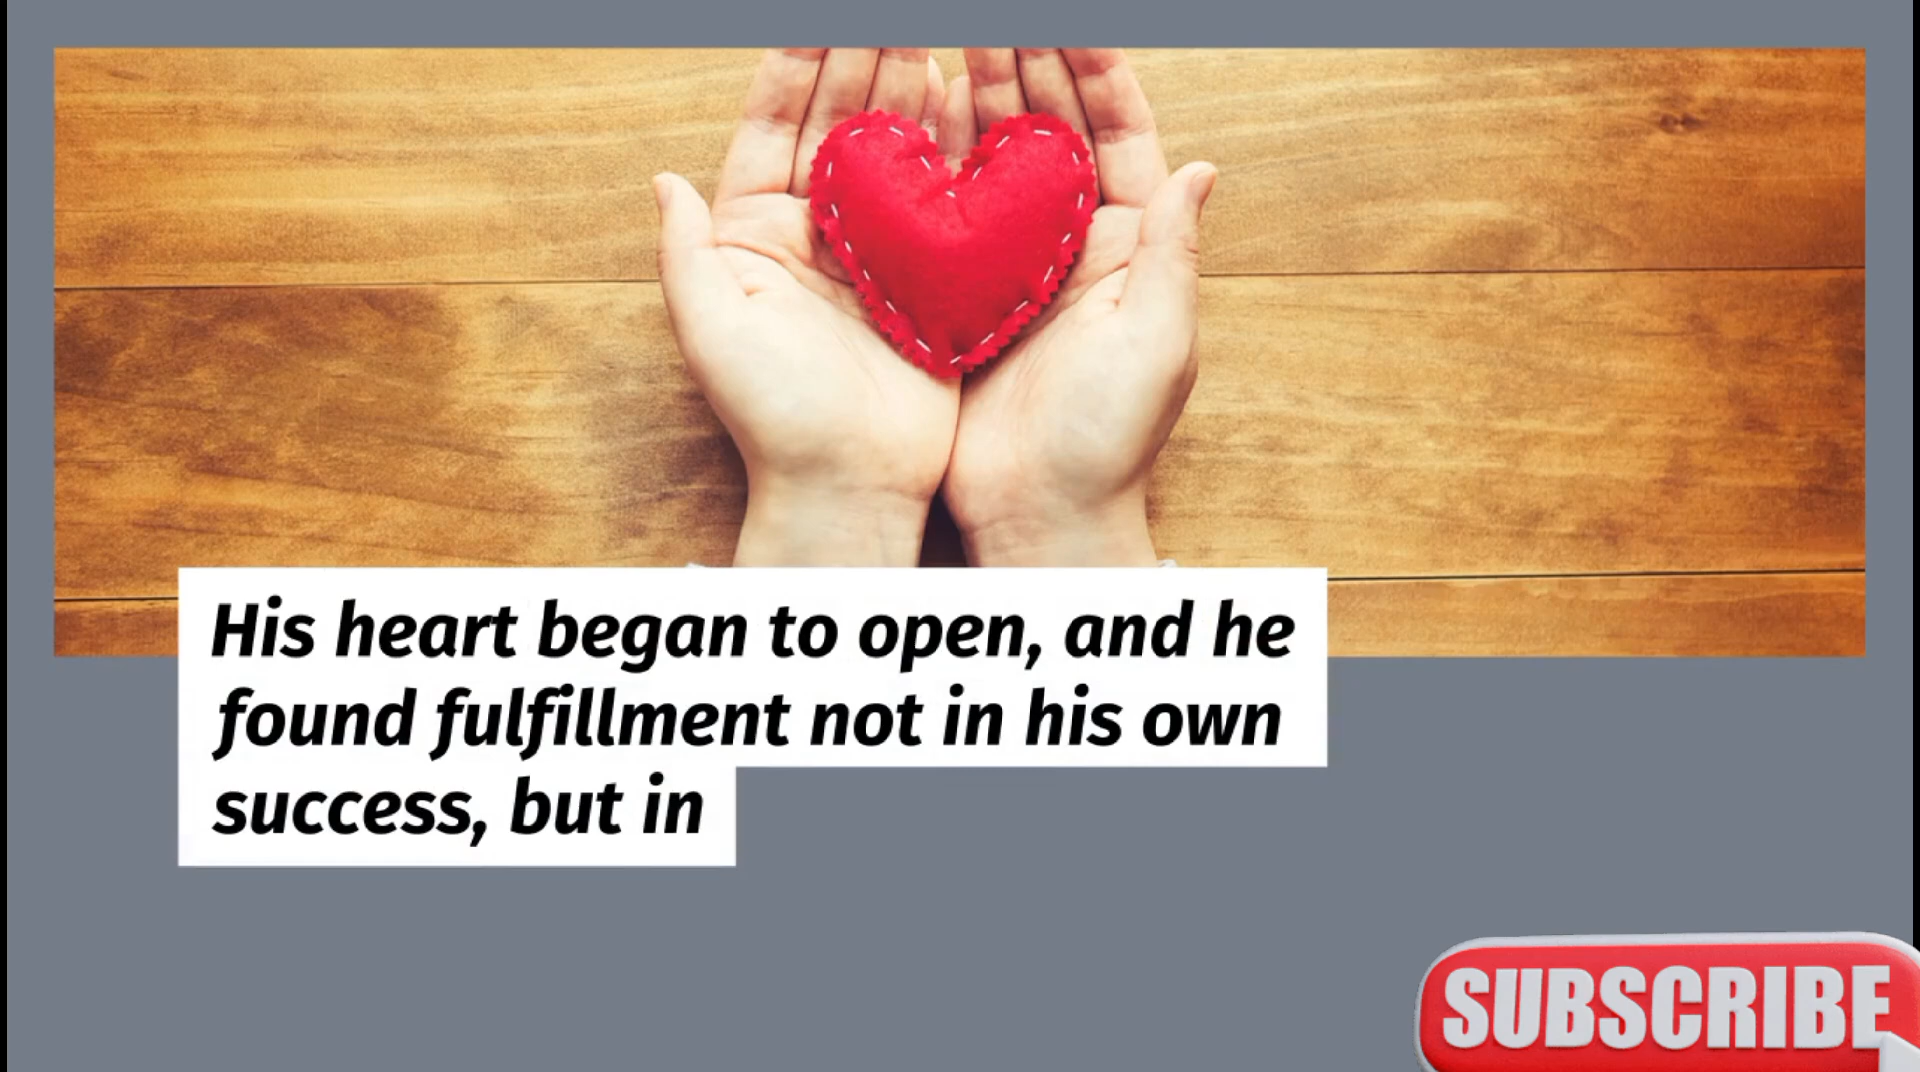 His heart began to open, and he
found fulfillment not in his own
success, but in
SUBSCRIBE